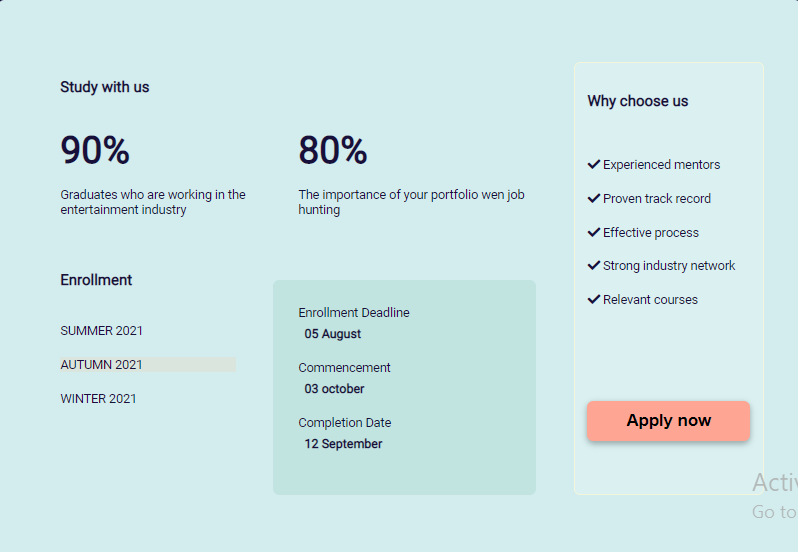 Study with us
90%
Graduates who are working in the
entertainment industry
80%
The importance of your portfolio wen job
hunting
Enrollment
SUMMER 2021
AUTUMN 2021
WINTER 2021
Enrollment Deadline
05 August
Commencement
03 october
Completion Date
12 September
Why choose us
Experienced mentors
Proven track record
Effective process
Strong industry network
Relevant courses
Apply now
Activ
Go to